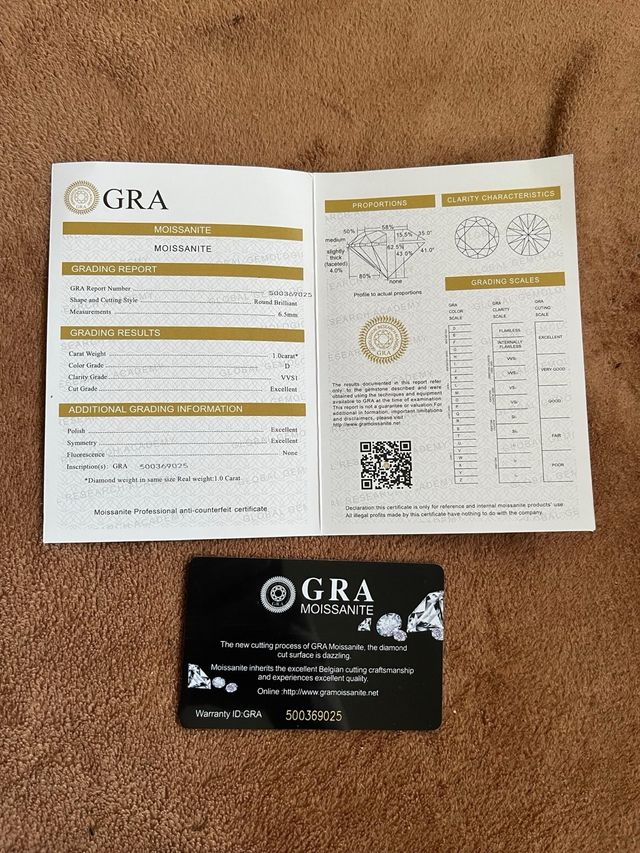 GRA
MOISSANITE
MOISSANITE
GRADING REPORT
GRA Report Number 500369025
Shape and Cutting Style Round Brilliant
Measurements 6.5mm
GRADING RESULTS
Carat Weight 1.0carat*
Color Grade D
Clarity Grade VVS1
Cut Grade Excellent
ADDITIONAL GRADING INFORMATION
Polish Excellent
Symmetry Excellent
Fluorescence None
Inscription(s): GRA 500369025
*Diamond weight in same size Real weight:1.0 Carat
Moissanite Professional anti-counterfeit certificate
PROPORTIONS
50% 58%
medium
15.5% 35.0°
slightly
thick
(faceted)
4.0%
62.5%
43.0%
41.0°
80%
none
Profile to actual proportions
The results documented in this report refer
only to the gemstone described and were
obtained using the techniques and equipment
available to GRA at the time of examination.
This report is not a guarantee or valuation.For
additional in formation, important limitations
and disclaimers, please visit
http://www.gramoissanite.net
CLARITY CHARACTERISTICS
GRADING SCALES
GRA
COLOR
SCALE
GRA
CLARITY
SCALE
GRA
CUTTING
SCALE
D
FLAWLESS
INTERNALLY
FLAWLESS
EXCELLENT
VERY GOOD
GOOD
FAIR
POOR
Declaration:this certificate is only for reference and internal moissanite products' use
All illegal profits made by this certificate have nothing to do with the company.
GRA
MOISSANITE
The new cutting process of GRA Moissanite, the diamond
cut surface is dazzling.
Moissanite inherits the excellent Belgian cutting craftsmanship
and experiences excellent quality.
Online :http://www.gramoissanite.net
Warranty ID:GRA 500369025